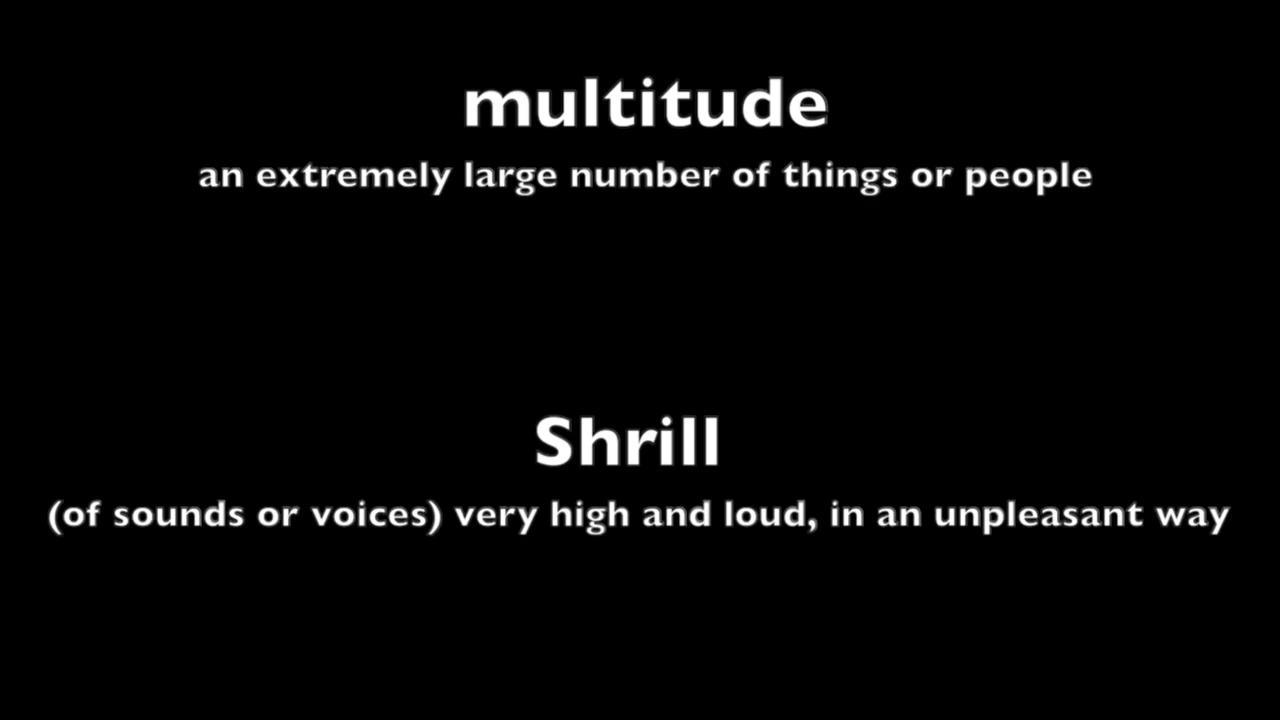 multitude
an extremely large number of things or people
Shrill
(of sounds or voices) very high and loud, in an unpleasant way